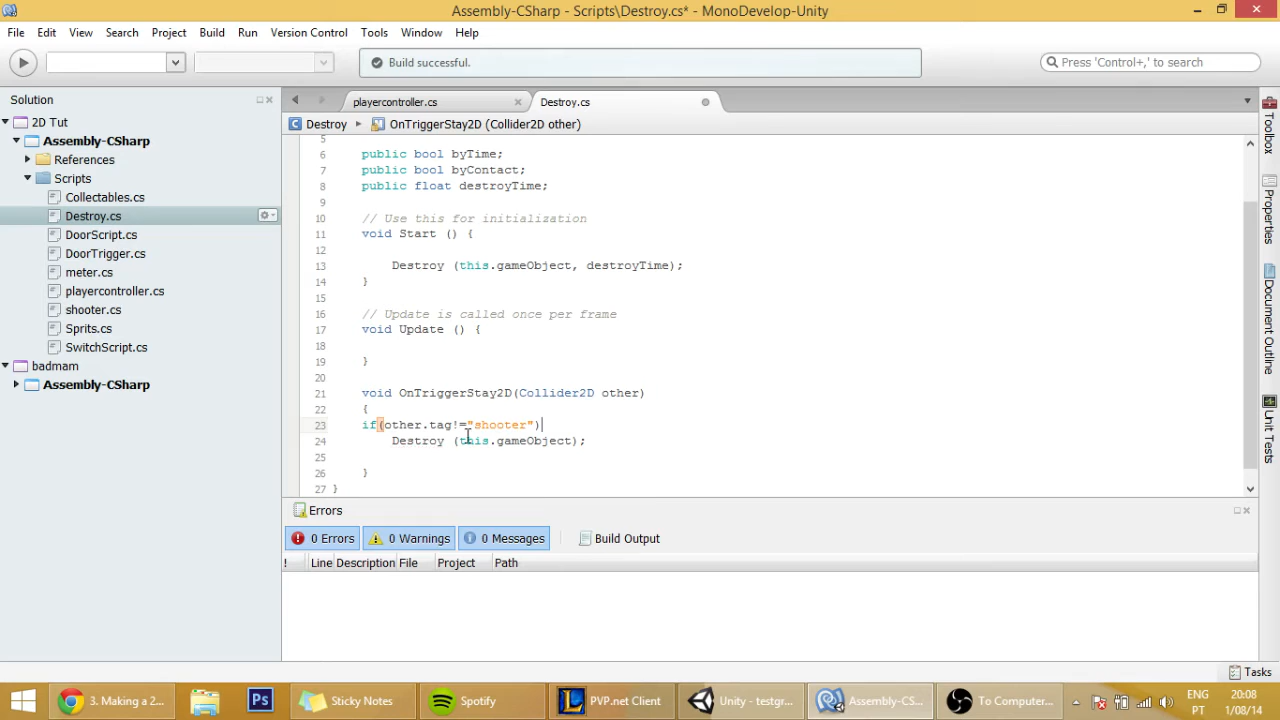 Assembly-CSharp - Scripts\Destroy.cs* - MonoDevelop-Unity
File Edit View Search Project Build Run Version Control Tools Window Help
Build successful.
Press 'Control+,' to search
Solution
2D Tut
Assembly-CSharp
References
Scripts
Collectables.cs
Destroy.cs
DoorScript.cs
DoorTrigger.cs
meter.cs
playercontroller.cs
shooter.cs
Sprits.cs
SwitchScript.cs
badmam
Assembly-CSharp
playercontroller.cs
Destroy.cs
Destroy
OnTriggerStay2D (Collider2D other)
5
6 public bool byTime;
7 public bool byContact;
8 public float destroyTime;
9
10 // Use this for initialization
11 void Start () {
12
13 Destroy (this.gameObject, destroyTime);
14 }
15
16 // Update is called once per frame
17 void Update () {
18
19 }
20
21 void OnTriggerStay2D(Collider2D other)
22 {
23 if(other.tag!="shooter")
24 Destroy (this.gameObject);
25
26 }
27 }
Toolbox
Properties
Document Outline
Unit Tests
Errors
0 Errors
0 Warnings
0 Messages
Build Output
! Line Description File Project Path
Tasks
3. Making a 2...
Sticky Notes
Spotify
PVP.net Client
Unity - testgr...
Assembly-CS...
To Computer...
ENG
PT
20:08
1/08/14